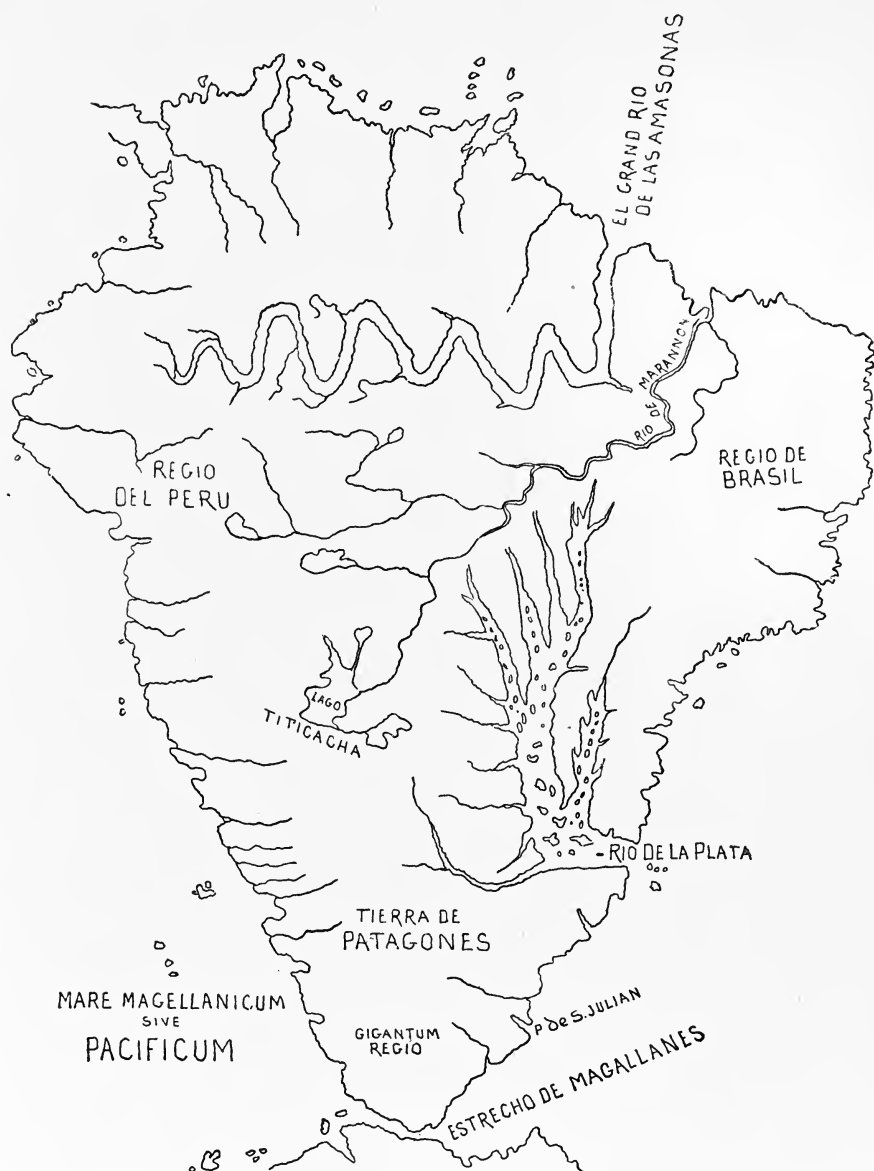 EL GRAND RIO
DE LAS AMASONAS
RIO DE MARANNON
REGIO DE
BRASIL
REGIO
DEL PERU
LAGO
TITICACHA
RIO DE LA PLATA
TIERRA DE
PATAGONES
MARE MAGELLANICUM
SIVE
PACIFICUM
GIGANTUM
REGIO
P de S. JULIAN
ESTRECHO DE MAGALLANES